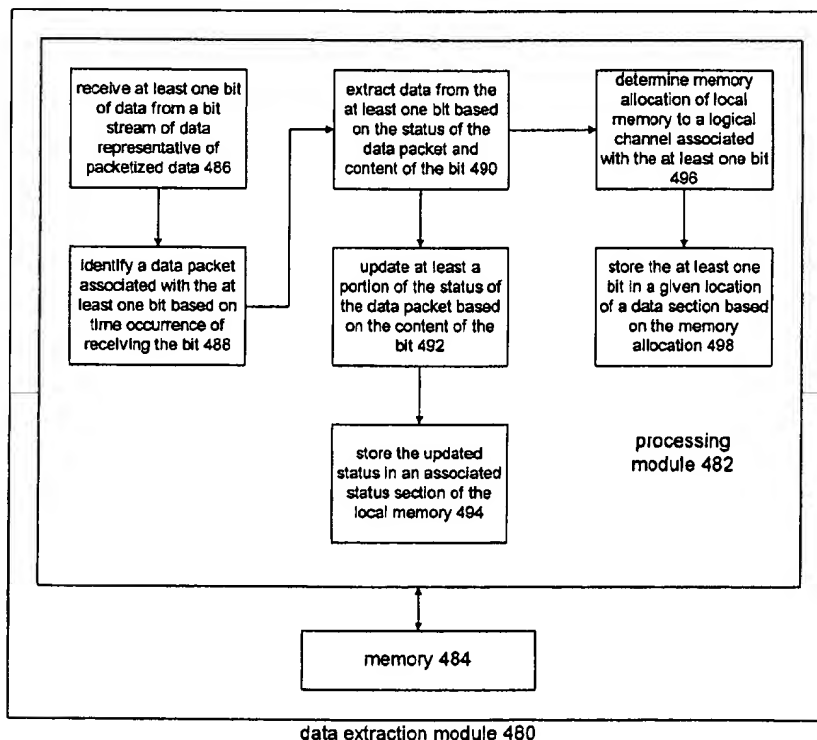 receive at least one bit
of data from a bit
stream of data
representative of
packetized data 486
identify a data packet
associated with the at
least one bit based on
time occurrence of
receiving the bit 488
extract data from the
at least one bit based
on the status of the
data packet and
content of the bit 490
update at least a
portion of the status of
the data packet based
on the content of the
bit 492
store the updated
status in an associated
status section of the
local memory 494
determine memory
allocation of local
memory to a logical
channel associated
with the at least one bit
496
store the at least one
bit in a given location
of a data section based
on the memory
allocation 498
processing
module 482
memory 484
data extraction module 480